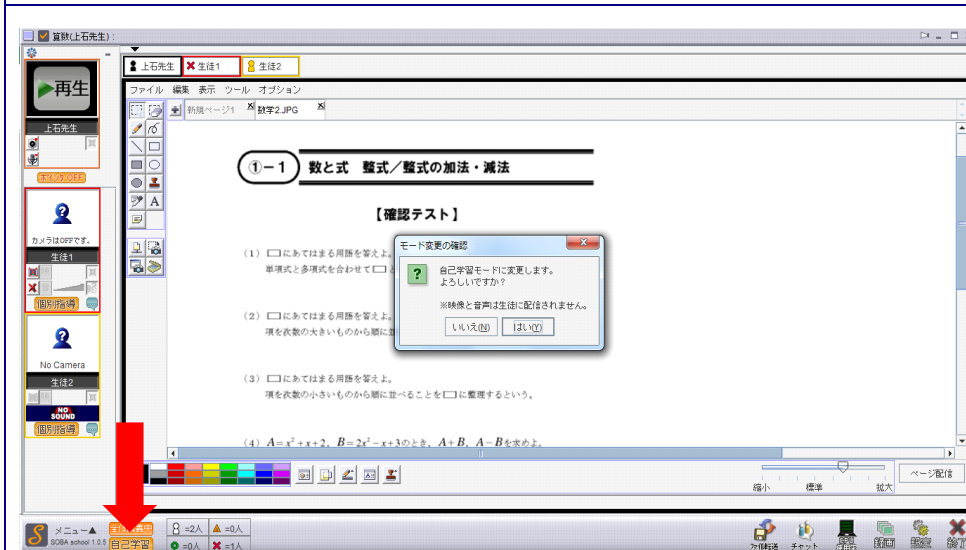 算数(上石先生) :
上石先生
生徒1
生徒2
再生
ファイル 編集 表示 ツール オプション
新規ページ1
数学2.JPG
上石先生
カメラはOFFです。
生徒1
個別指導
No Camera
生徒2
NO SOUND
個別指導
①-1 数と式 整式/整式の加法・減法
【確認テスト】
(1) □にあてはまる用語を答えよ。
単項式と多項式を合わせて□と
(2) □にあてはまる用語を答えよ。
項を次数の大きいものから順に並
(3) □にあてはまる用語を答えよ。
項を次数の小さいものから順に並べることを□に整理するという。
(4) A=x²+x+2, B=2x²-x+3のとき, A+B, A-Bを求めよ。
モード変更の確認
自己学習モードに変更します。
よろしいですか?
※映像と音声は生徒に配信されません。
いいえ(N) はい(Y)
縮小 標準 拡大
ページ配信
メニュー▲
SOBA school 1.0.5
自己学習
=2人 =0人
=0人 =1人
チャット
録画
設定
終了